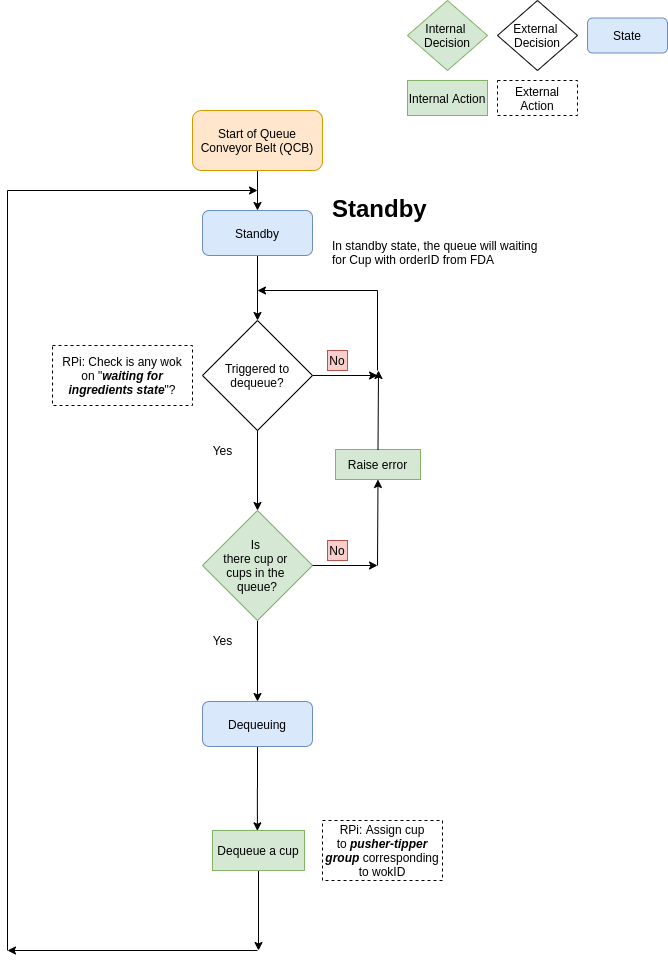 Internal
Decision
External
Decision
State
Internal Action
External
Action
Start of Queue
Conveyor Belt (QCB)
Standby
Standby
In standby state, the queue will waiting
for Cup with orderID from FDA
RPi: Check is any wok
on "waiting for
ingredients state"?
Triggered to
dequeue?
No
Yes
Raise error
Is
there cup or
cups in the
queue?
No
Yes
Dequeuing
Dequeue a cup
RPi: Assign cup
to pusher-tipper
group corresponding
to wokID